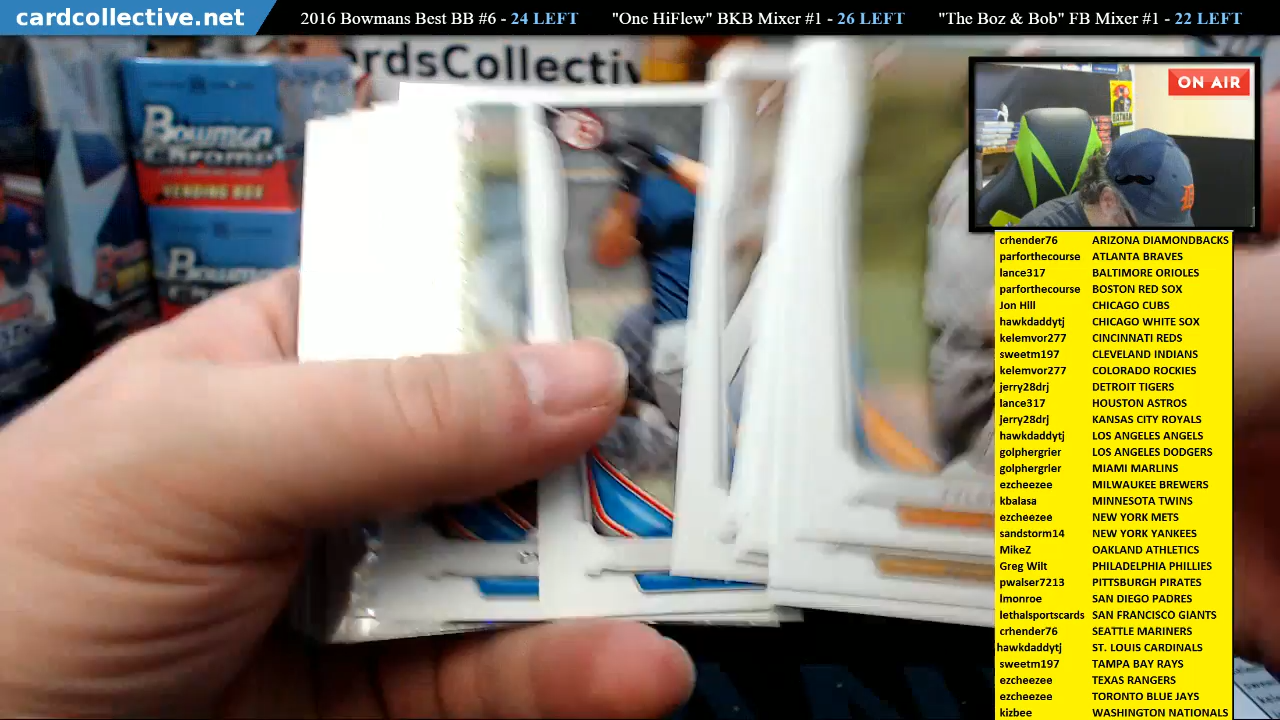 cardcollective.net
2016 Bowmans Best BB #6 - 24 LEFT "One HiFlew" BKB Mixer #1 - 26 LEFT "The Boz & Bob" FB Mixer #1 - 22 LEFT
rdsCollectiv
ON AIR
Bowman
Chrome
VENDING BOX
Bowman
crhender76 ARIZONA DIAMONDBACKS
parforthecourse ATLANTA BRAVES
lance317 BALTIMORE ORIOLES
parforthecourse BOSTON RED SOX
Jon Hill CHICAGO CUBS
hawkdaddytj CHICAGO WHITE SOX
kelemvor277 CINCINNATI REDS
sweetm197 CLEVELAND INDIANS
kelemvor277 COLORADO ROCKIES
jerry28drj DETROIT TIGERS
lance317 HOUSTON ASTROS
jerry28drj KANSAS CITY ROYALS
hawkdaddytj LOS ANGELES ANGELS
golphergrier LOS ANGELES DODGERS
golphergrier MIAMI MARLINS
ezcheezee MILWAUKEE BREWERS
kbalasa MINNESOTA TWINS
ezcheezee NEW YORK METS
sandstorm14 NEW YORK YANKEES
MikeZ OAKLAND ATHLETICS
Greg Wilt PHILADELPHIA PHILLIES
pwalser7213 PITTSBURGH PIRATES
lmonroe SAN DIEGO PADRES
lethalsportscards SAN FRANCISCO GIANTS
crhender76 SEATTLE MARINERS
hawkdaddytj ST. LOUIS CARDINALS
sweetm197 TAMPA BAY RAYS
ezcheezee TEXAS RANGERS
ezcheezee TORONTO BLUE JAYS
kizbee WASHINGTON NATIONALS